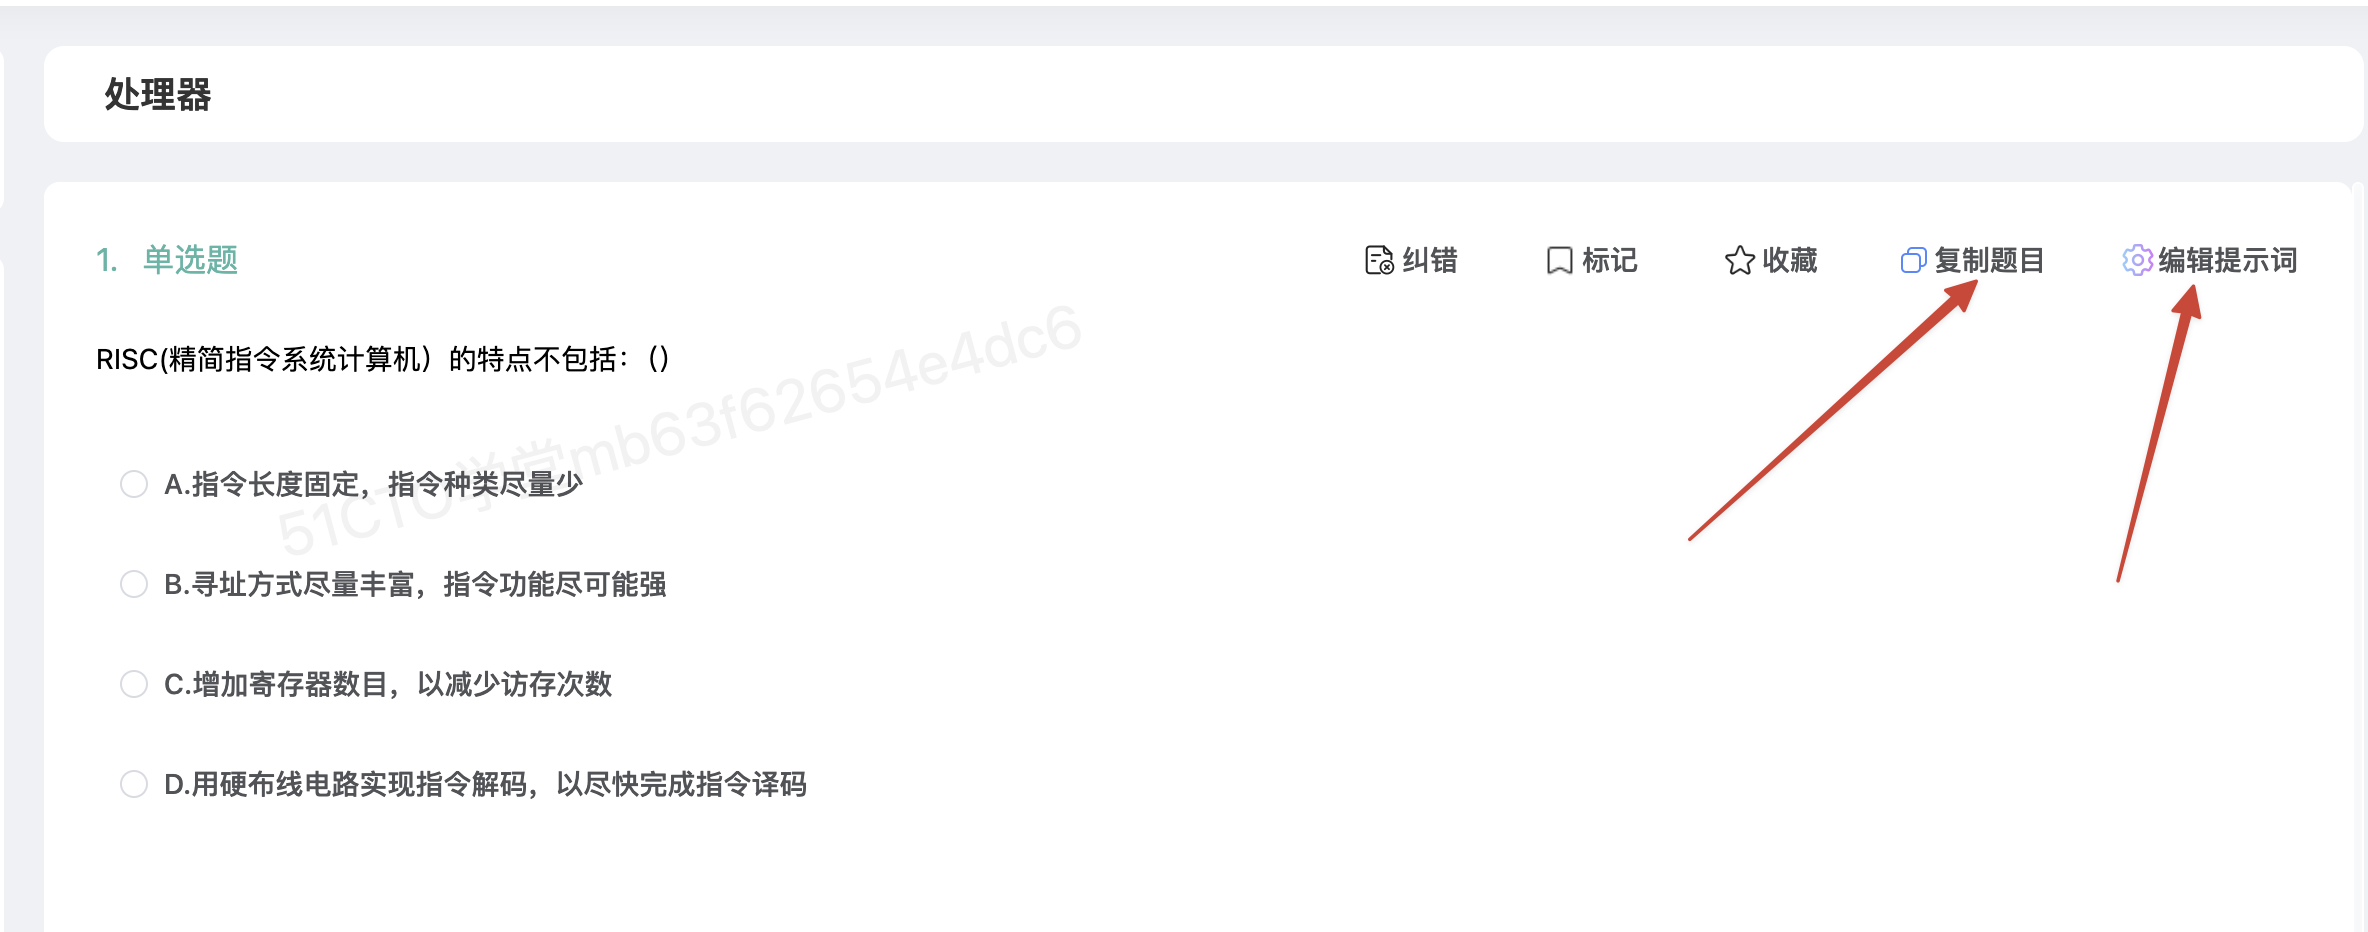 处理器
1. 单选题
纠错 标记 收藏 复制题目 编辑提示词
RISC(精简指令系统计算机）的特点不包括：()
51CTO学堂mb63f62654e4dc6
A.指令长度固定，指令种类尽量少
B.寻址方式尽量丰富，指令功能尽可能强
C.增加寄存器数目，以减少访存次数
D.用硬布线电路实现指令解码，以尽快完成指令译码